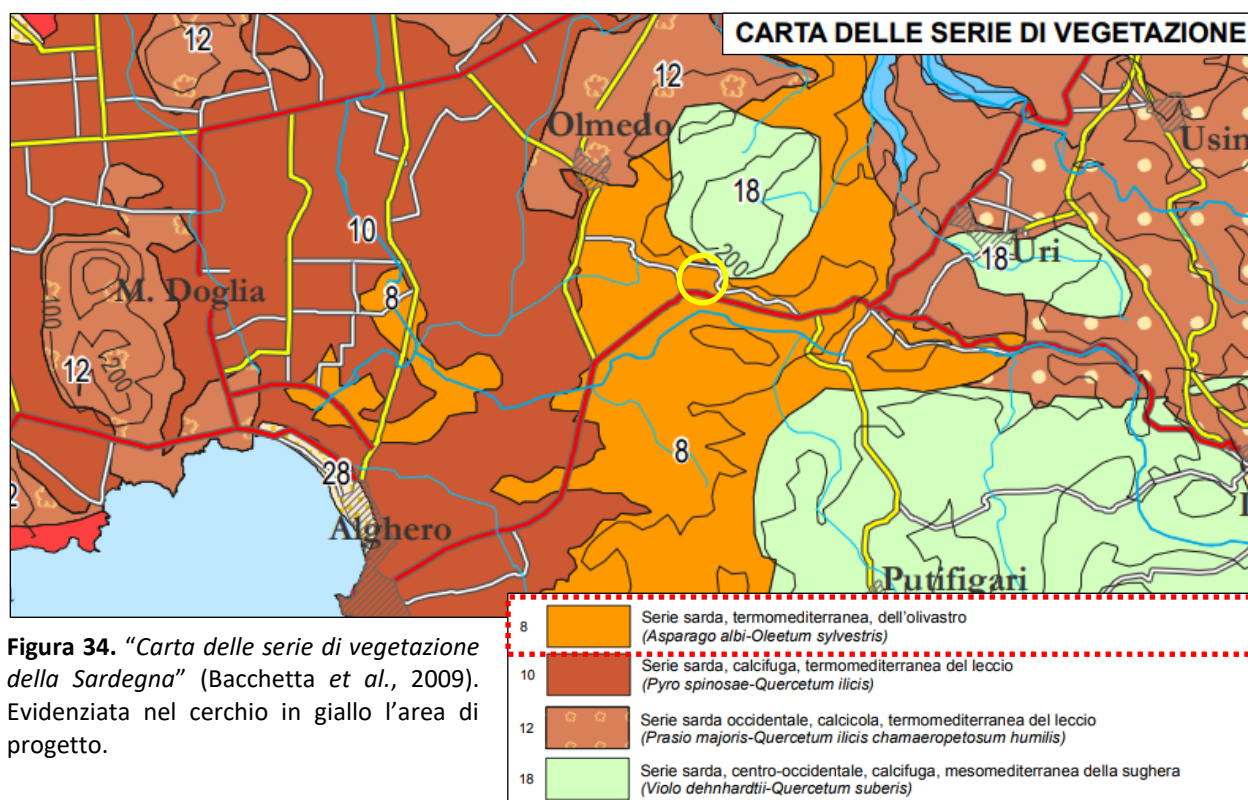 CARTA DELLE SERIE DI VEGETAZIONE
12
12
Olmedo
Usin
18
10
200
18
Uri
M. Doglia
100
8
200
12
8
28
2
Alghero
Putifigari
Figura 34. “Carta delle serie di vegetazione
della Sardegna” (Bacchetta et al., 2009).
Evidenziata nel cerchio in giallo l’area di
progetto.
8 Serie sarda, termomediterranea, dell’olivastro
(Asparago albi-Oleetum sylvestris)
10 Serie sarda, calcifuga, termomediterranea del leccio
(Pyro spinosae-Quercetum ilicis)
12 Serie sarda occidentale, calcicola, termomediterranea del leccio
(Prasio majoris-Quercetum ilicis chamaeropetosum humilis)
18 Serie sarda, centro-occidentale, calcifuga, mesomediterranea della sughera
(Violo dehnhardtii-Quercetum suberis)